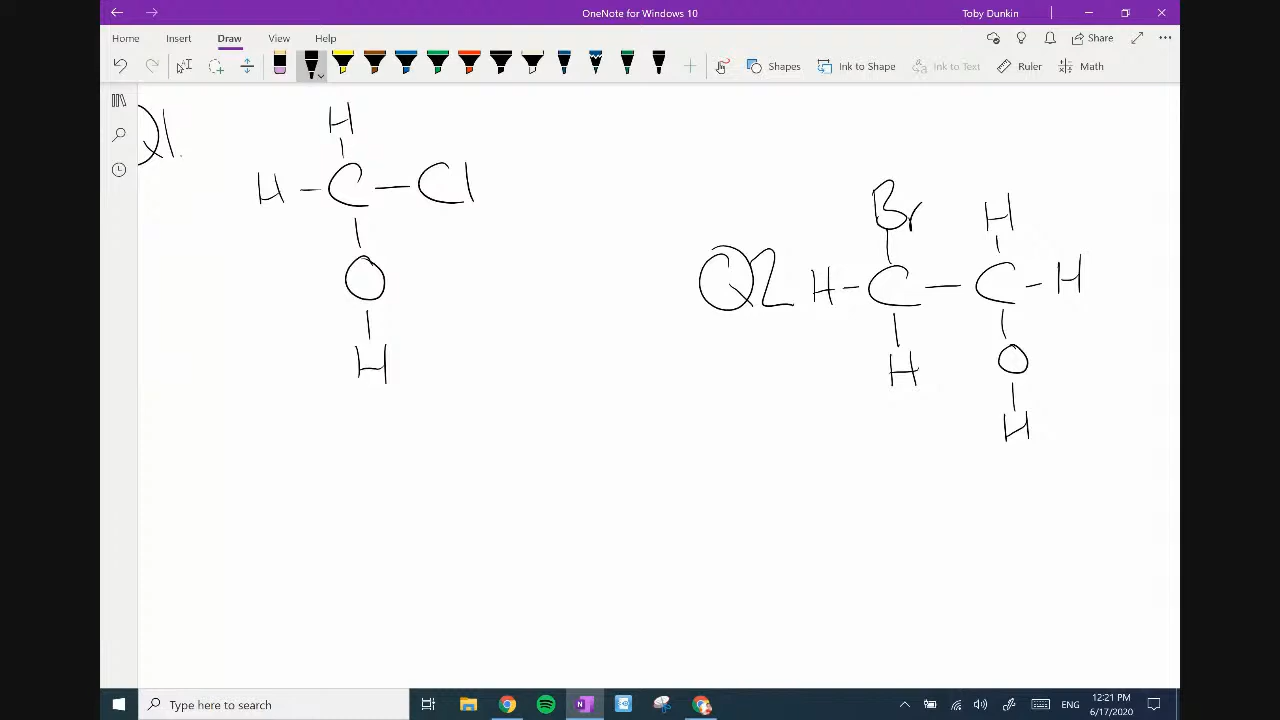 OneNote for Windows 10
Toby Dunkin
Home Insert Draw View Help
Share
Shapes
Ink to Shape
Ink to Text
Ruler
Math
Q1.
H
H - C - Cl
O
H
Br H
Q2 H - C - C - H
H O
H
Type here to search
ENG
12:21 PM
6/17/2020